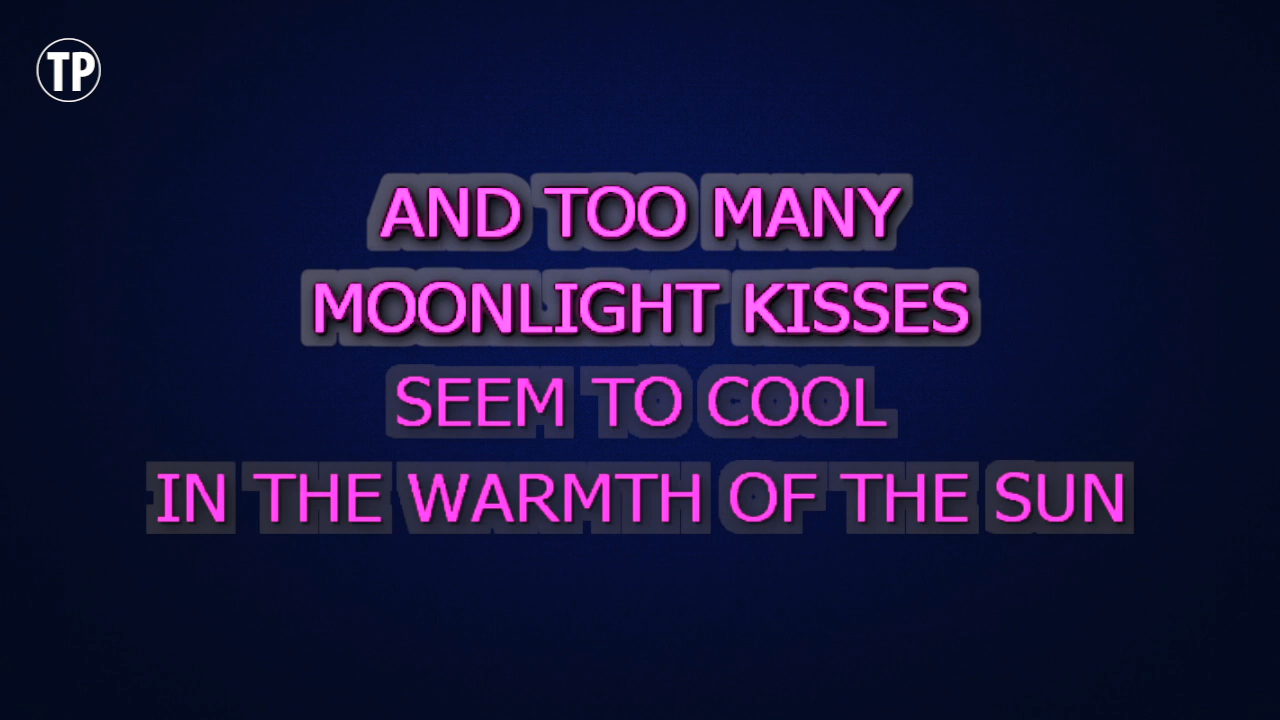 TP
AND TOO MANY
MOONLIGHT KISSES
SEEM TO COOL
IN THE WARMTH OF THE SUN